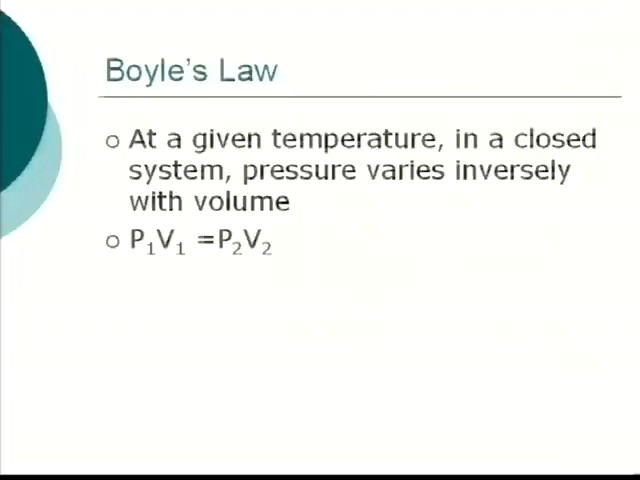 Boyle's Law
At a given temperature, in a closed
system, pressure varies inversely
with volume
P₁V₁ =P₂V₂